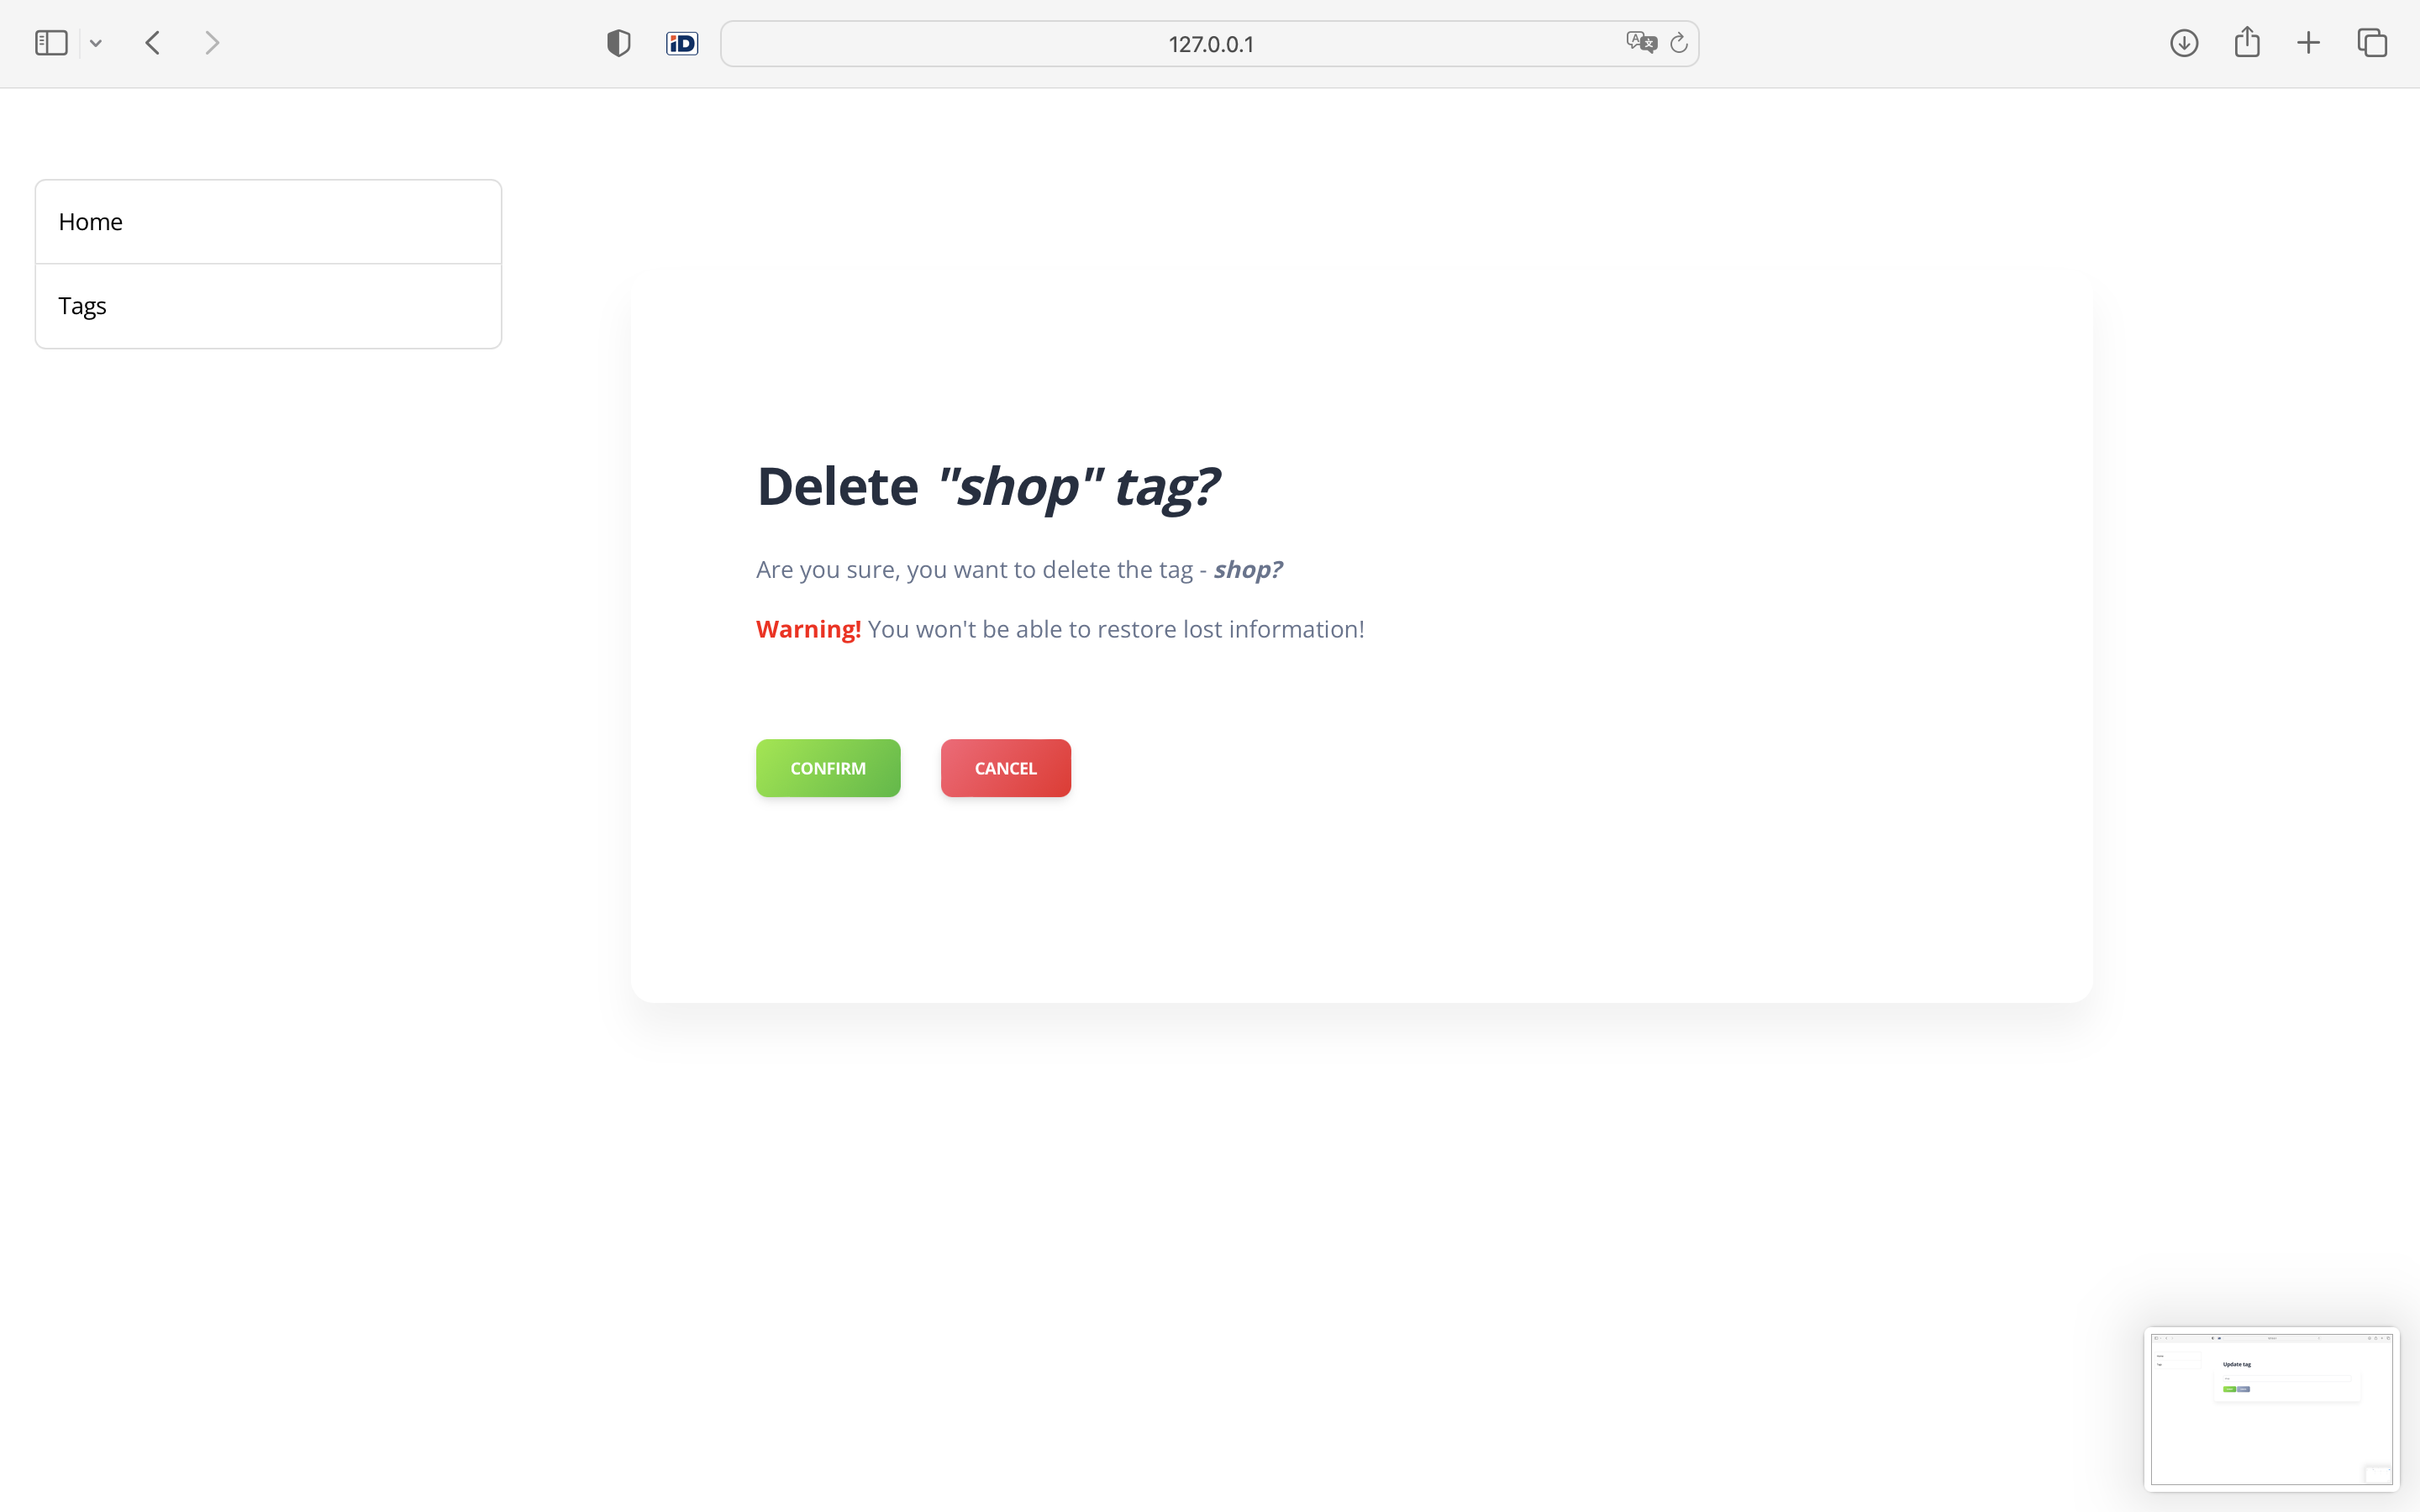 iD
127.0.0.1
Home
Tags
Delete "shop" tag?
Are you sure, you want to delete the tag - shop?
Warning! You won't be able to restore lost information!
CONFIRM CANCEL
Update tag